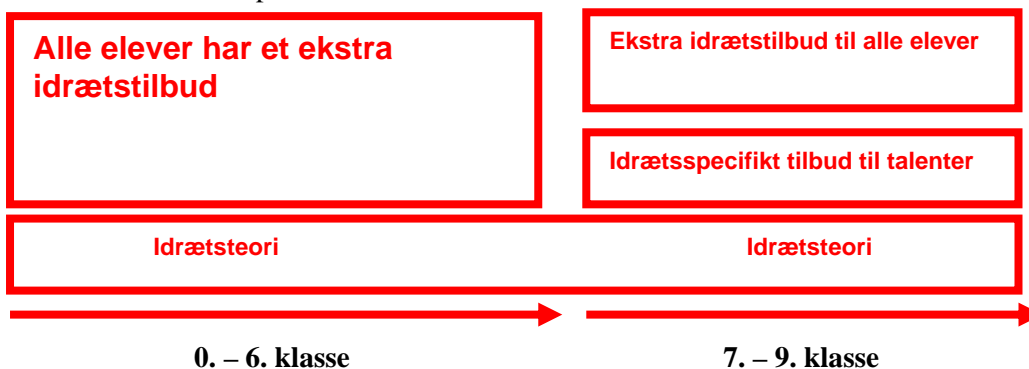 Alle elever har et ekstra
idrætstilbud
Ekstra idrætstilbud til alle elever
Idrætsspecifikt tilbud til talenter
Idrætsteori
Idrætsteori
0. – 6. klasse
7. – 9. klasse